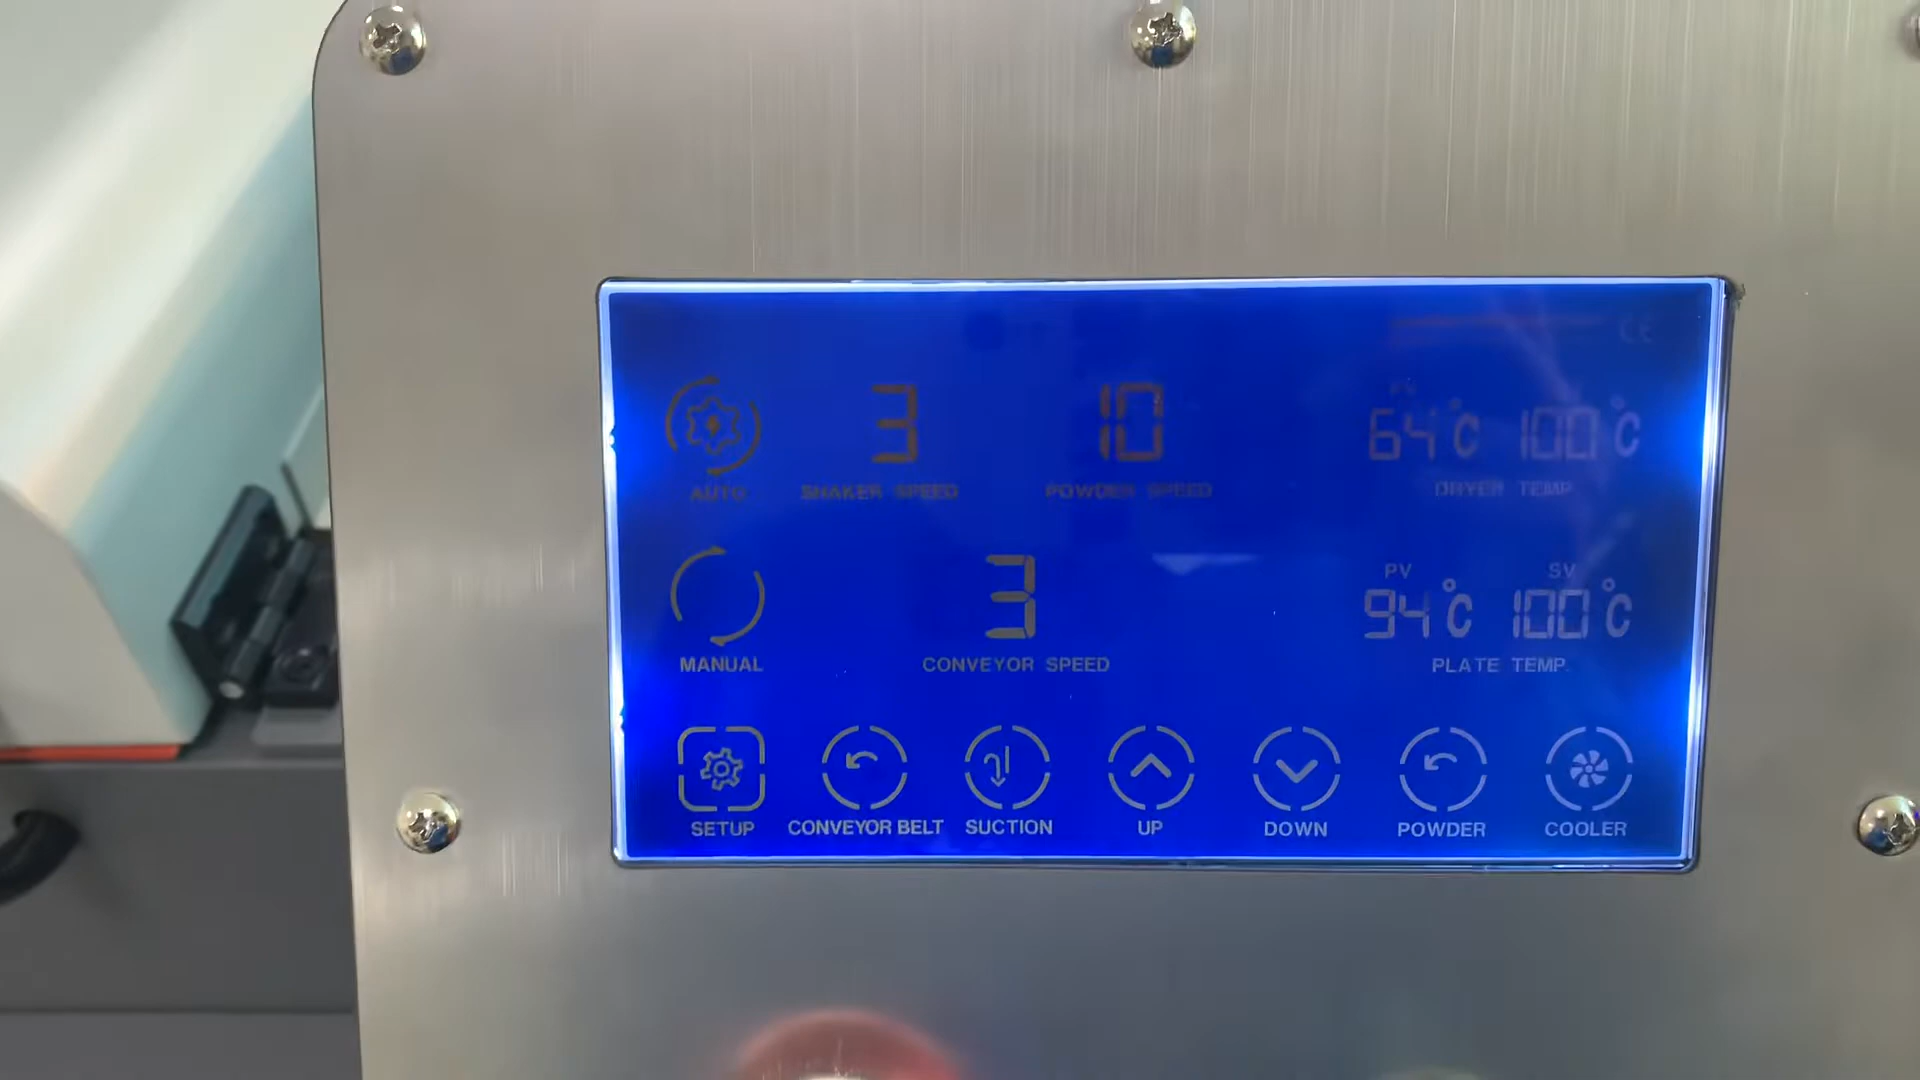 CE
3 10 64°C 100°C
AUTO SHAKER SPEED POWDER SPEED DRYER TEMP.
PV SV
3 94°C 100°C
MANUAL CONVEYOR SPEED PLATE TEMP.
SETUP CONVEYOR BELT SUCTION UP DOWN POWDER COOLER